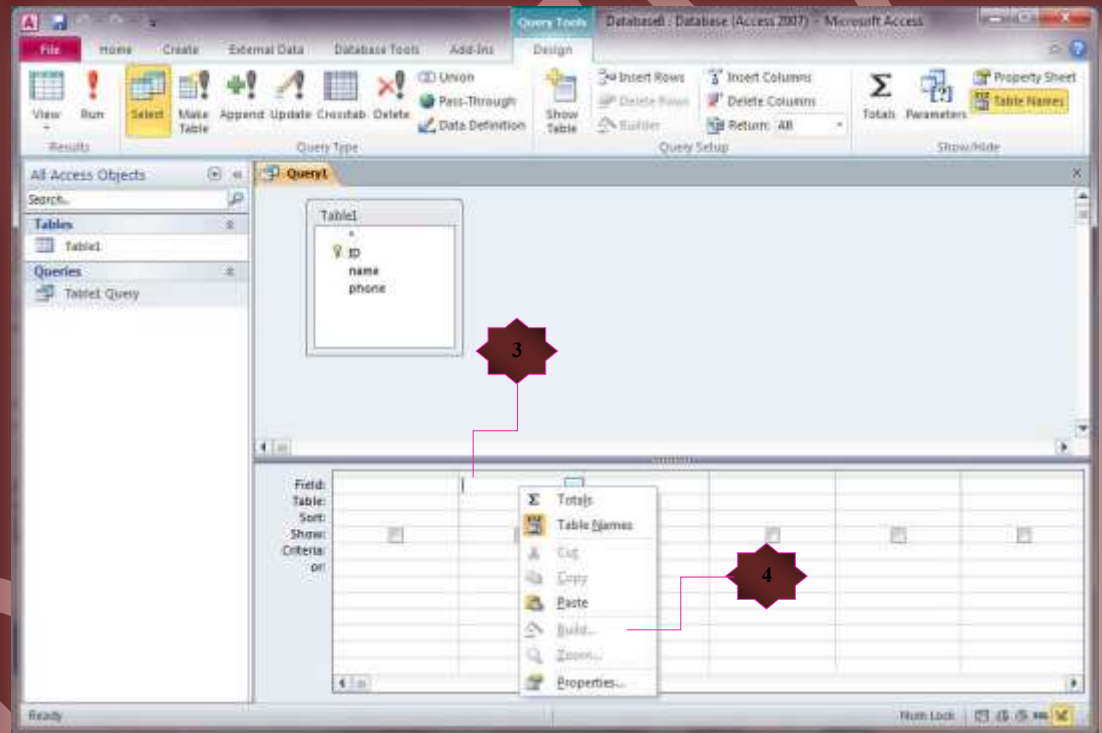 Query Tools Database8 : Database (Access 2007) - Microsoft Access
File Home Create External Data Database Tools Add-Ins Design
View Run Select Make Table Append Update Crosstab Delete
Union
Pass-Through
Data Definition
Show Table
Insert Rows
Delete Rows
Builder
Insert Columns
Delete Columns
Return: All
Totals Parameters
Property Sheet
Table Names
Results Query Type Query Setup Show/Hide
All Access Objects
Search...
Tables
Table1
Queries
Table1 Query
Query1
Table1
*
ID
name
phone
3
Field:
Table:
Sort:
Show:
Criteria:
or:
Totals
Table Names
Cut
Copy
Paste
Build...
Zoom...
Properties...
4
Ready Num Lock